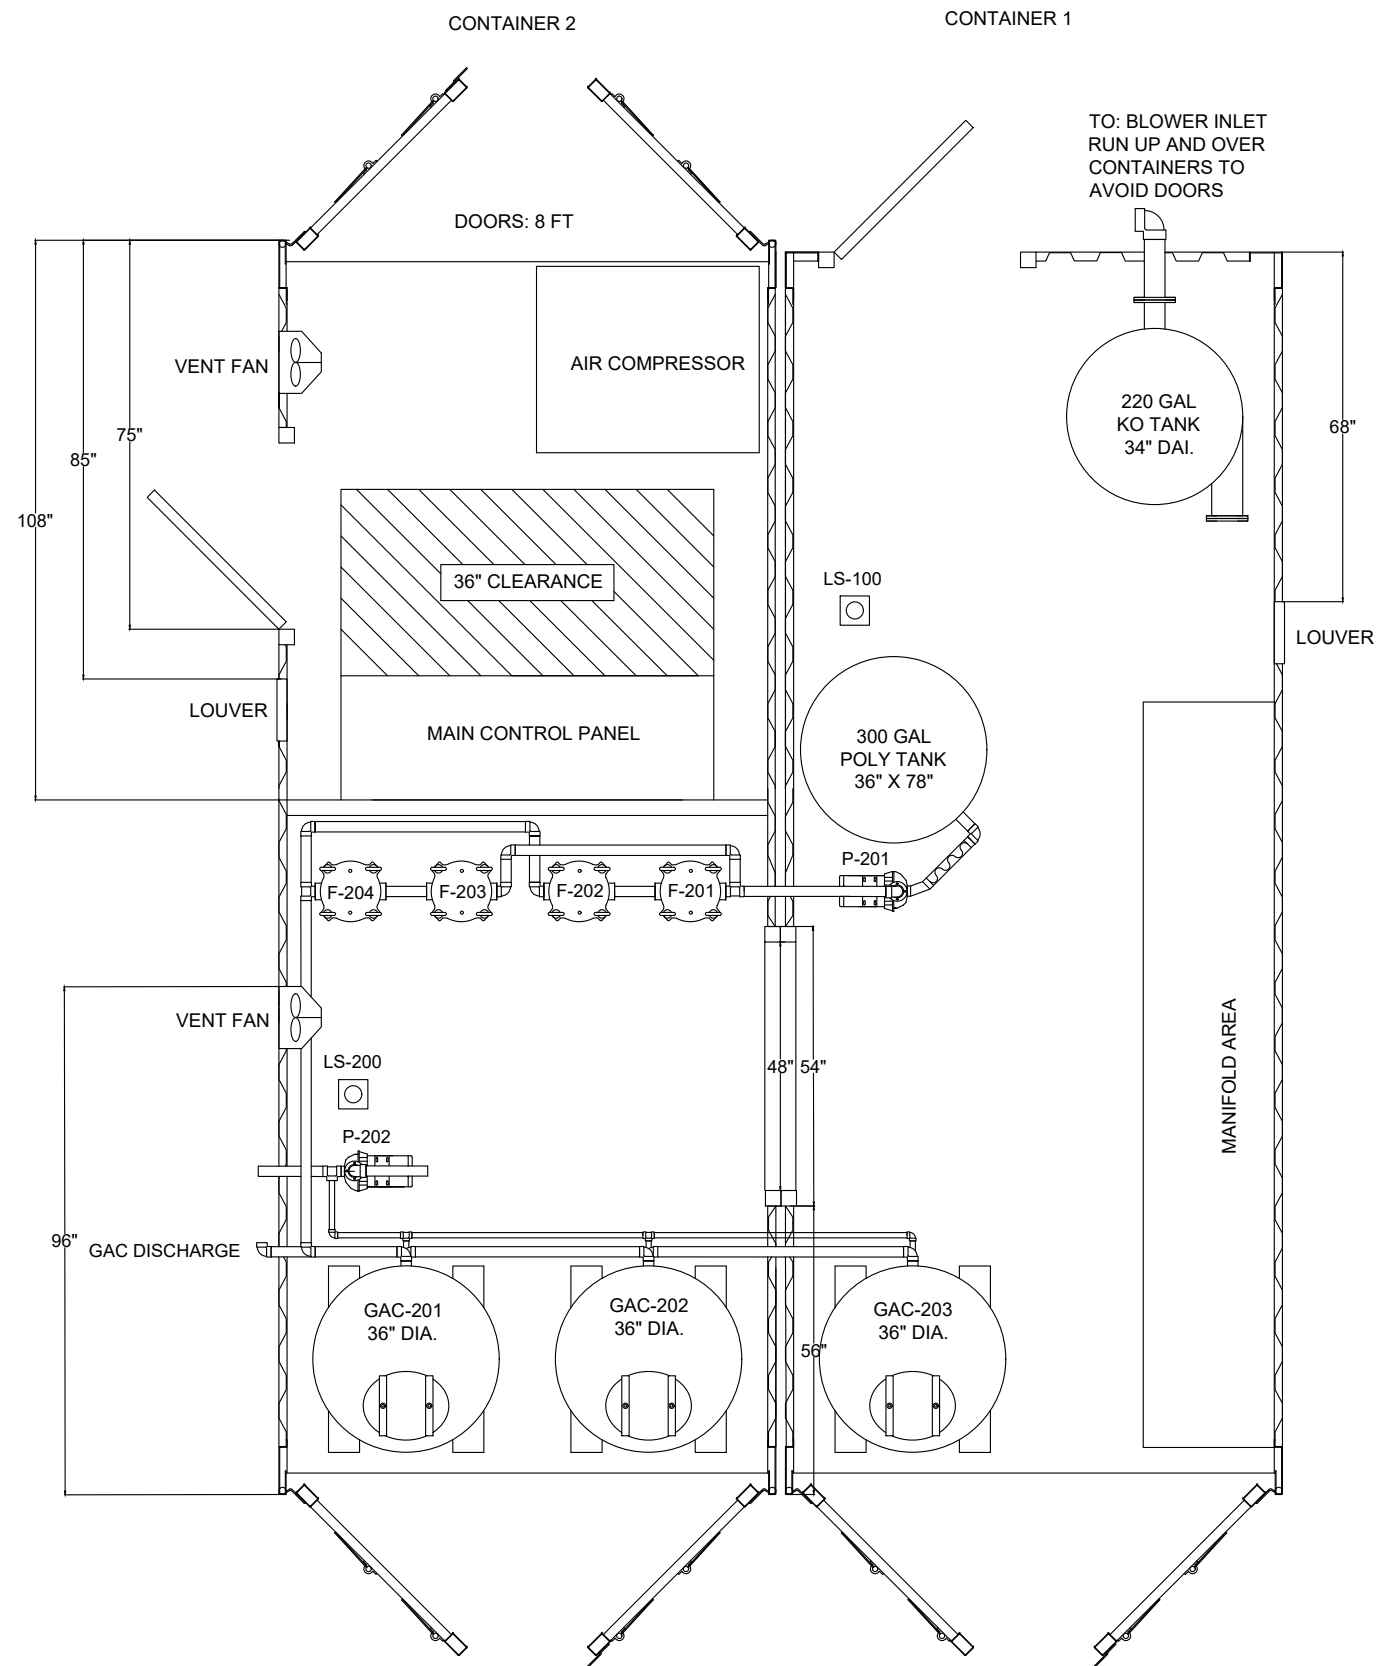 CONTAINER 2
CONTAINER 1
TO: BLOWER INLET
RUN UP AND OVER
CONTAINERS TO
AVOID DOORS
DOORS: 8 FT
VENT FAN
AIR COMPRESSOR
220 GAL
KO TANK
34" DAI.
68"
75"
85"
108"
36" CLEARANCE
LS-100
LOUVER
LOUVER
MAIN CONTROL PANEL
300 GAL
POLY TANK
36" X 78"
P-201
F-204
F-203
F-202
F-201
VENT FAN
LS-200
48"
54"
MANIFOLD AREA
P-202
96"
GAC DISCHARGE
GAC-201
36" DIA.
GAC-202
36" DIA.
GAC-203
36" DIA.
56"